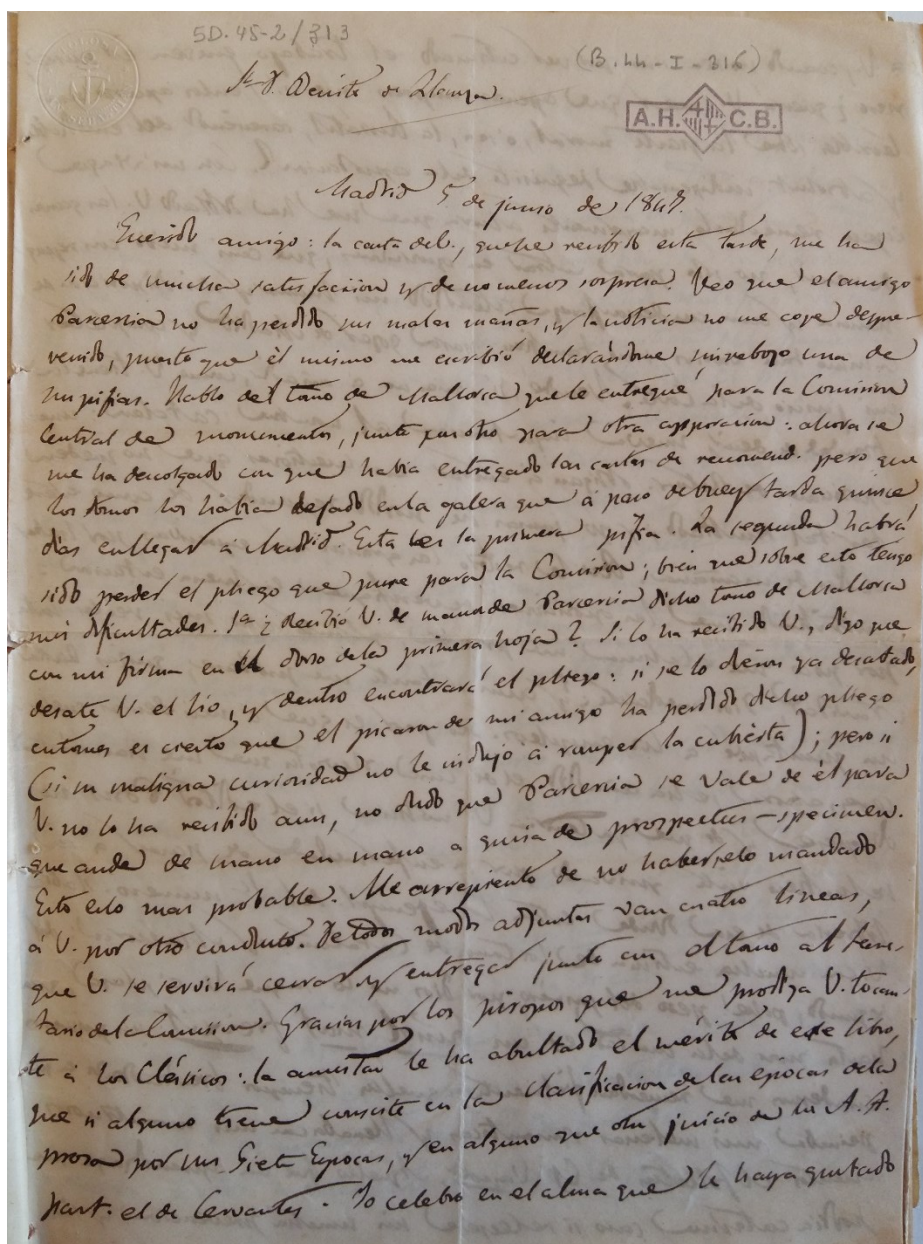 5D. 45-2/313
(B.44-I-316)
Sr. D. Benito de Llanza.
A.H. C.B.
Madrid 5 de junio de 1847.
Querido amigo: la carta de V., que he recibido esta tarde, me ha
sido de mucha satisfaccion y de no menos sorpresa. Veo que el amigo
Parcerisa no ha perdido sus malas mañas, y la noticia no me coge despre-
venido, puesto que él mismo me escribió declarándome sin rebozo una de
sus pifias. Hablo del tomo de Mallorca que le entregué para la Comision
Central de monumentos, junto con otro para otra corporacion: ahora se
me ha descolgado con que habia entregado las cartas de recomend. pero que
los tomos los habia dejado en la galera que á paso de buey tarda quince
dias en llegar á Madrid. Esta es la primera pifia. La segunda habrá
sido perder el pliego que puse para la Comision; bien que sobre esto tengo
mis dificultades. 1ª ¿Recibió V. de mano de Parcerisa dicho tomo de Mallorca
con mi firma en el dorso de la primera hoja? Si lo ha recibido V., digo que
desate V. el lio, y dentro encontrará el pliego: si se lo dieron ya desatado,
entonces es cierto que el picaron de mi amigo ha perdido dicho pliego
(si su maligna curiosidad no le indujo á romper la cubierta); pero si
V. no lo ha recibido aun, no dudo que Parcerisa se vale de él para
que ande de mano en mano a guisa de prospectus-specimen.
Esto es lo mas probable. Me arrepiento de no habérselo mandado
á V. por otro conducto. De todos modos adjuntas van cuatro lineas,
que V. se servirá cerrar y entregar junto con el tomo al Secre-
tario de la Comision. Gracias por los piropos que me prodiga V. tocan-
te á los Clásicos: la amistad le ha abultado el mérito de este libro,
que si alguno tiene consiste en la clasificacion de las épocas de la
prosa por sus Siete Epocas, y en alguno que otro juicio de los A.A.
part. el de Cervantes. Yo celebro en el alma que le haya gustado